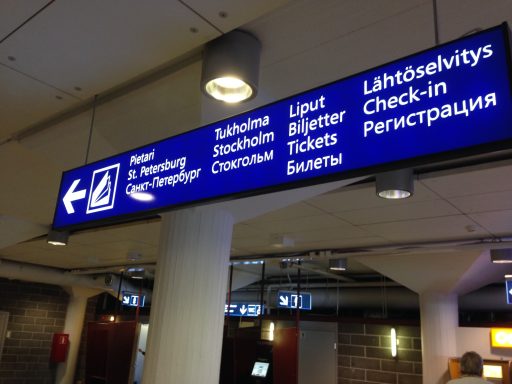 Pietari
St. Petersburg
Санкт-Петербург
Tukholma
Stockholm
Стокгольм
Liput
Biljetter
Tickets
Билеты
Lähtöselvitys
Check-in
Регистрация